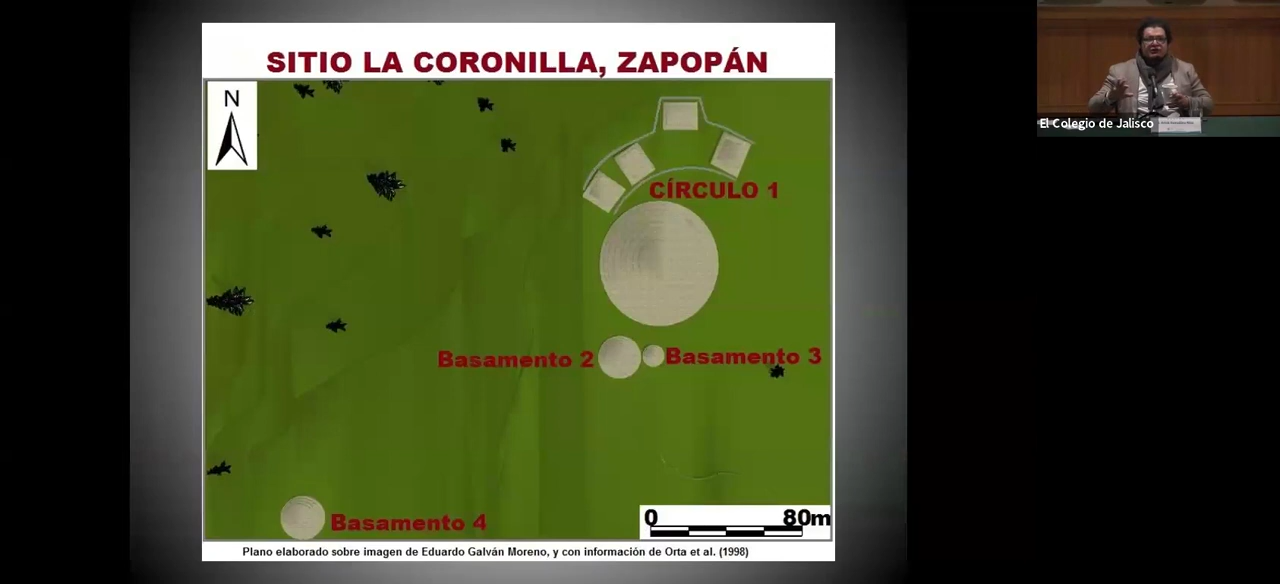 SITIO LA CORONILLA, ZAPOPÁN
N
CÍRCULO 1
Basamento 2
Basamento 3
Basamento 4
0 80m
Plano elaborado sobre imagen de Eduardo Galván Moreno, y con información de Orta et al. (1998)
El Colegio de Jalisco